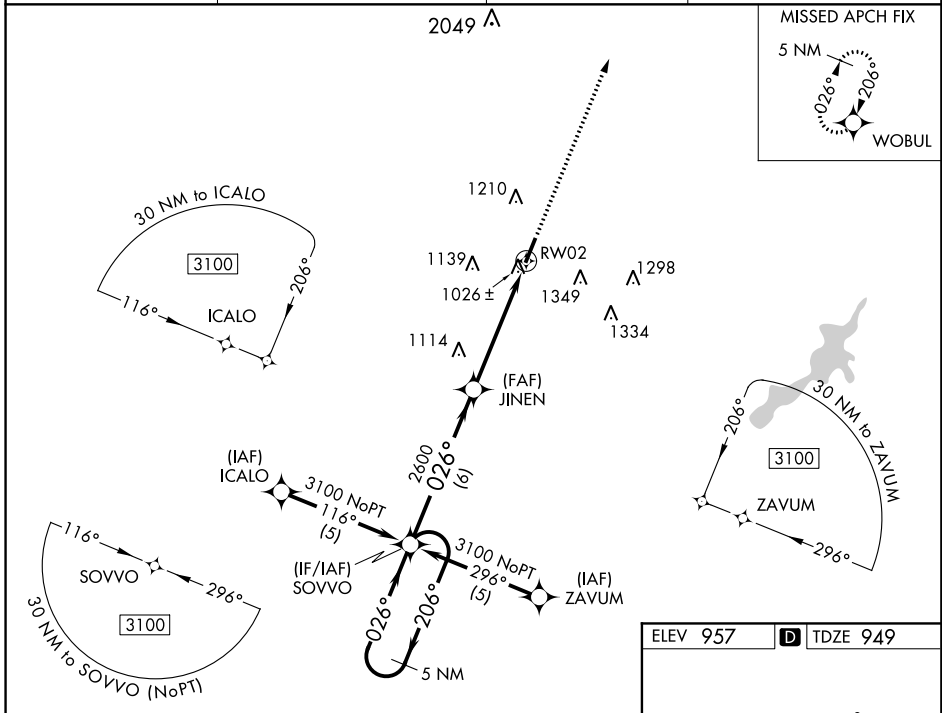 2049
MISSED APCH FIX
5 NM
026°
206°
WOBUL
30 NM to ICALO
3100
206°
116°
ICALO
1210
1139
RW02
1026 ±
1349
1298
1334
1114
(FAF)
JINEN
2600
026°
(6)
206°
30 NM to ZAVUM
3100
ZAVUM
296°
(IAF)
ICALO
3100 NoPT
116°
(5)
(IF/IAF)
SOVVO
3100 NoPT
296°
(5)
(IAF)
ZAVUM
026°
206°
5 NM
116°
SOVVO
296°
3100
30 NM to SOVVO (NoPT)
ELEV 957 D TDZE 949